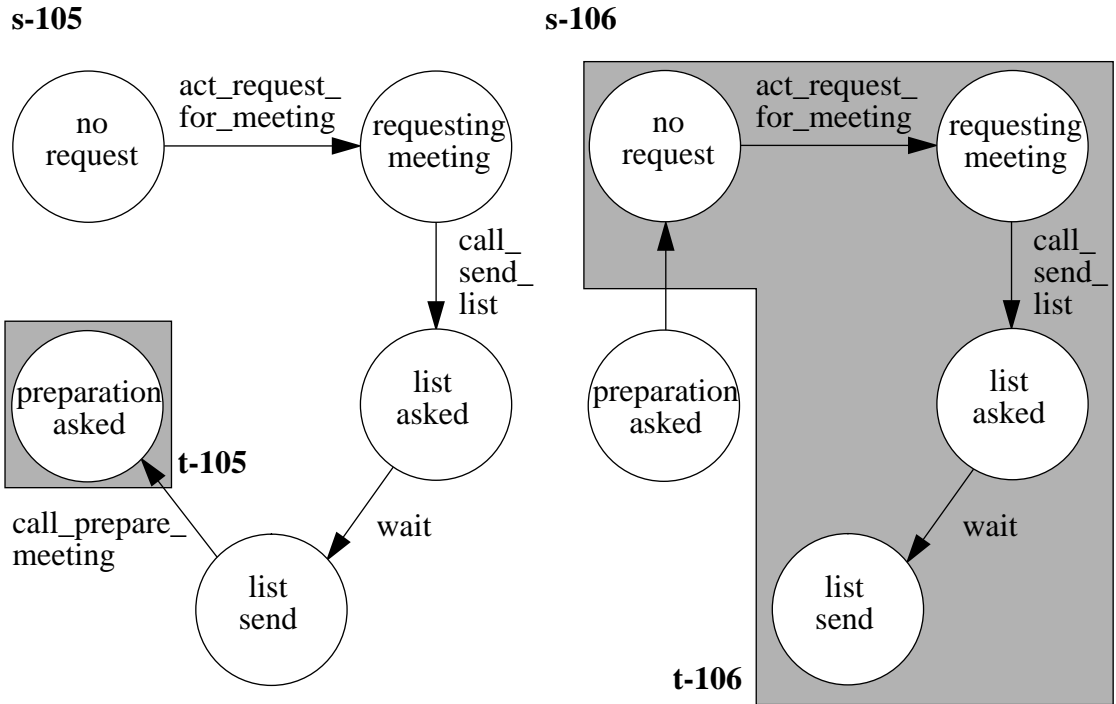 s-105
no
request
act_request_
for_meeting
requesting
meeting
call_
send_
list
list
asked
wait
list
send
call_prepare_
meeting
preparation
asked
t-105
s-106
no
request
act_request_
for_meeting
requesting
meeting
call_
send_
list
list
asked
wait
list
send
preparation
asked
t-106